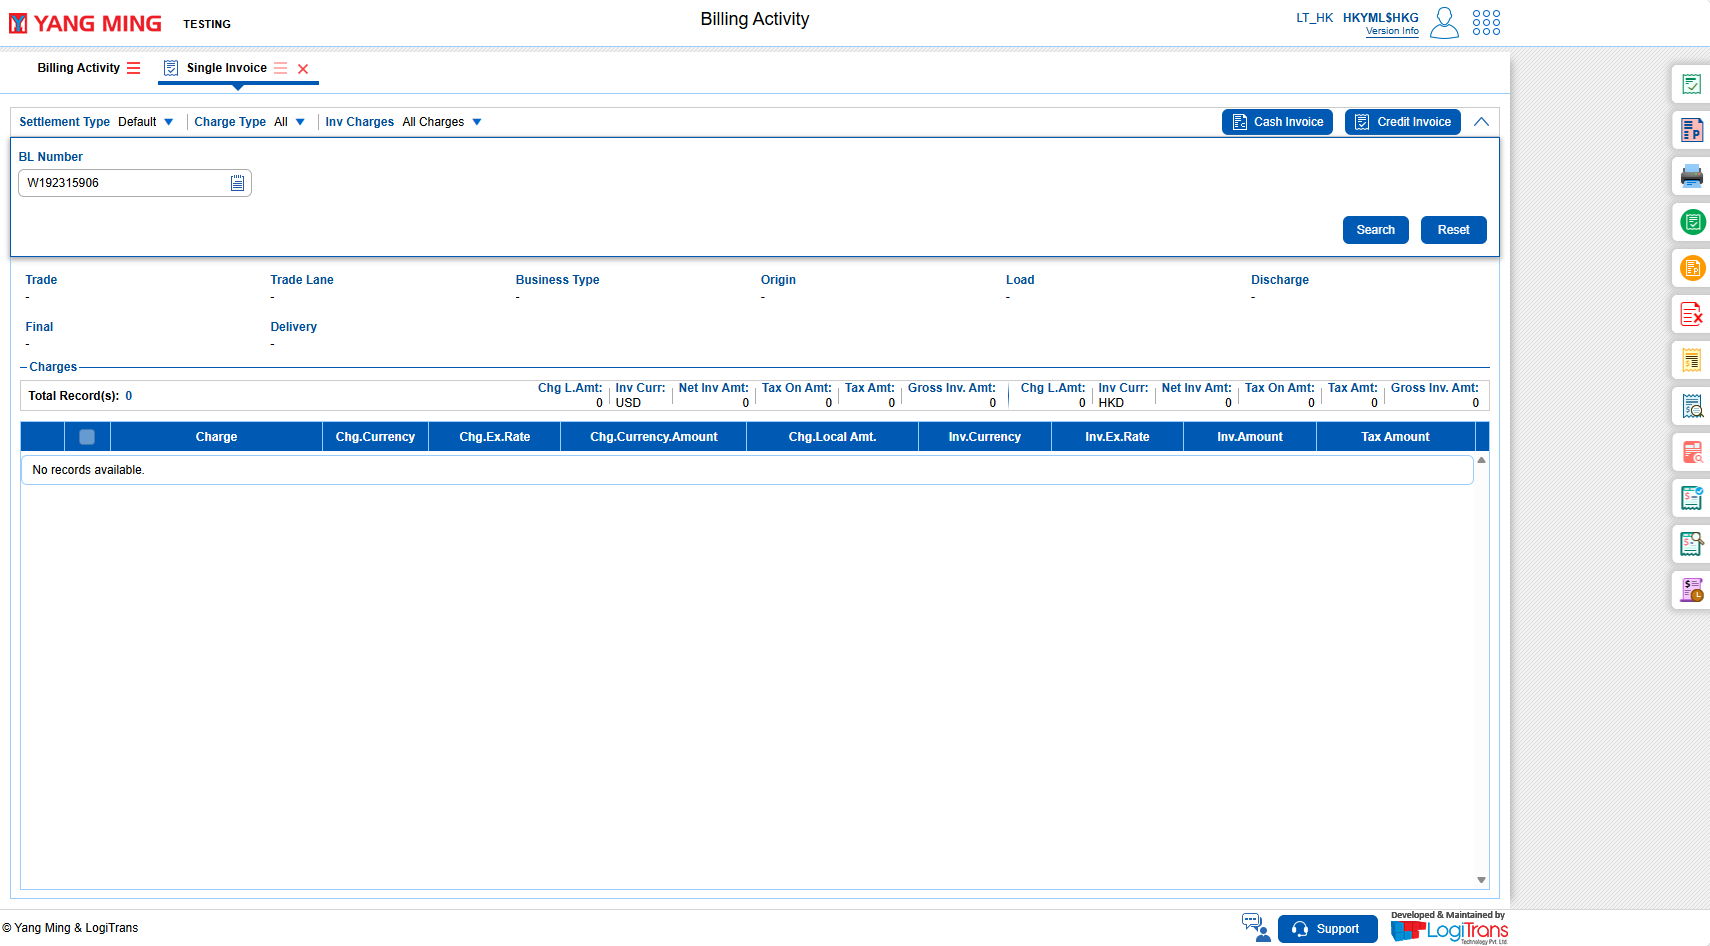 YANG MING TESTING Billing Activity LT_HK HKYML$HKG
Version Info
Billing Activity Single Invoice
Settlement Type Default Charge Type All Inv Charges All Charges Cash Invoice Credit Invoice
BL Number
W192315906
Search Reset
Trade Trade Lane Business Type Origin Load Discharge
- - - - - -
Final Delivery
- -
Charges
Total Record(s): 0
Chg L.Amt: Inv Curr: Net Inv Amt: Tax On Amt: Tax Amt: Gross Inv. Amt: Chg L.Amt: Inv Curr: Net Inv Amt: Tax On Amt: Tax Amt: Gross Inv. Amt:
0 USD 0 0 0 0 0 HKD 0 0 0 0
Charge Chg.Currency Chg.Ex.Rate Chg.Currency.Amount Chg.Local Amt. Inv.Currency Inv.Ex.Rate Inv.Amount Tax Amount
No records available.
© Yang Ming & LogiTrans
Support
Developed & Maintained by
LogiTrans
Technology Pvt. Ltd.